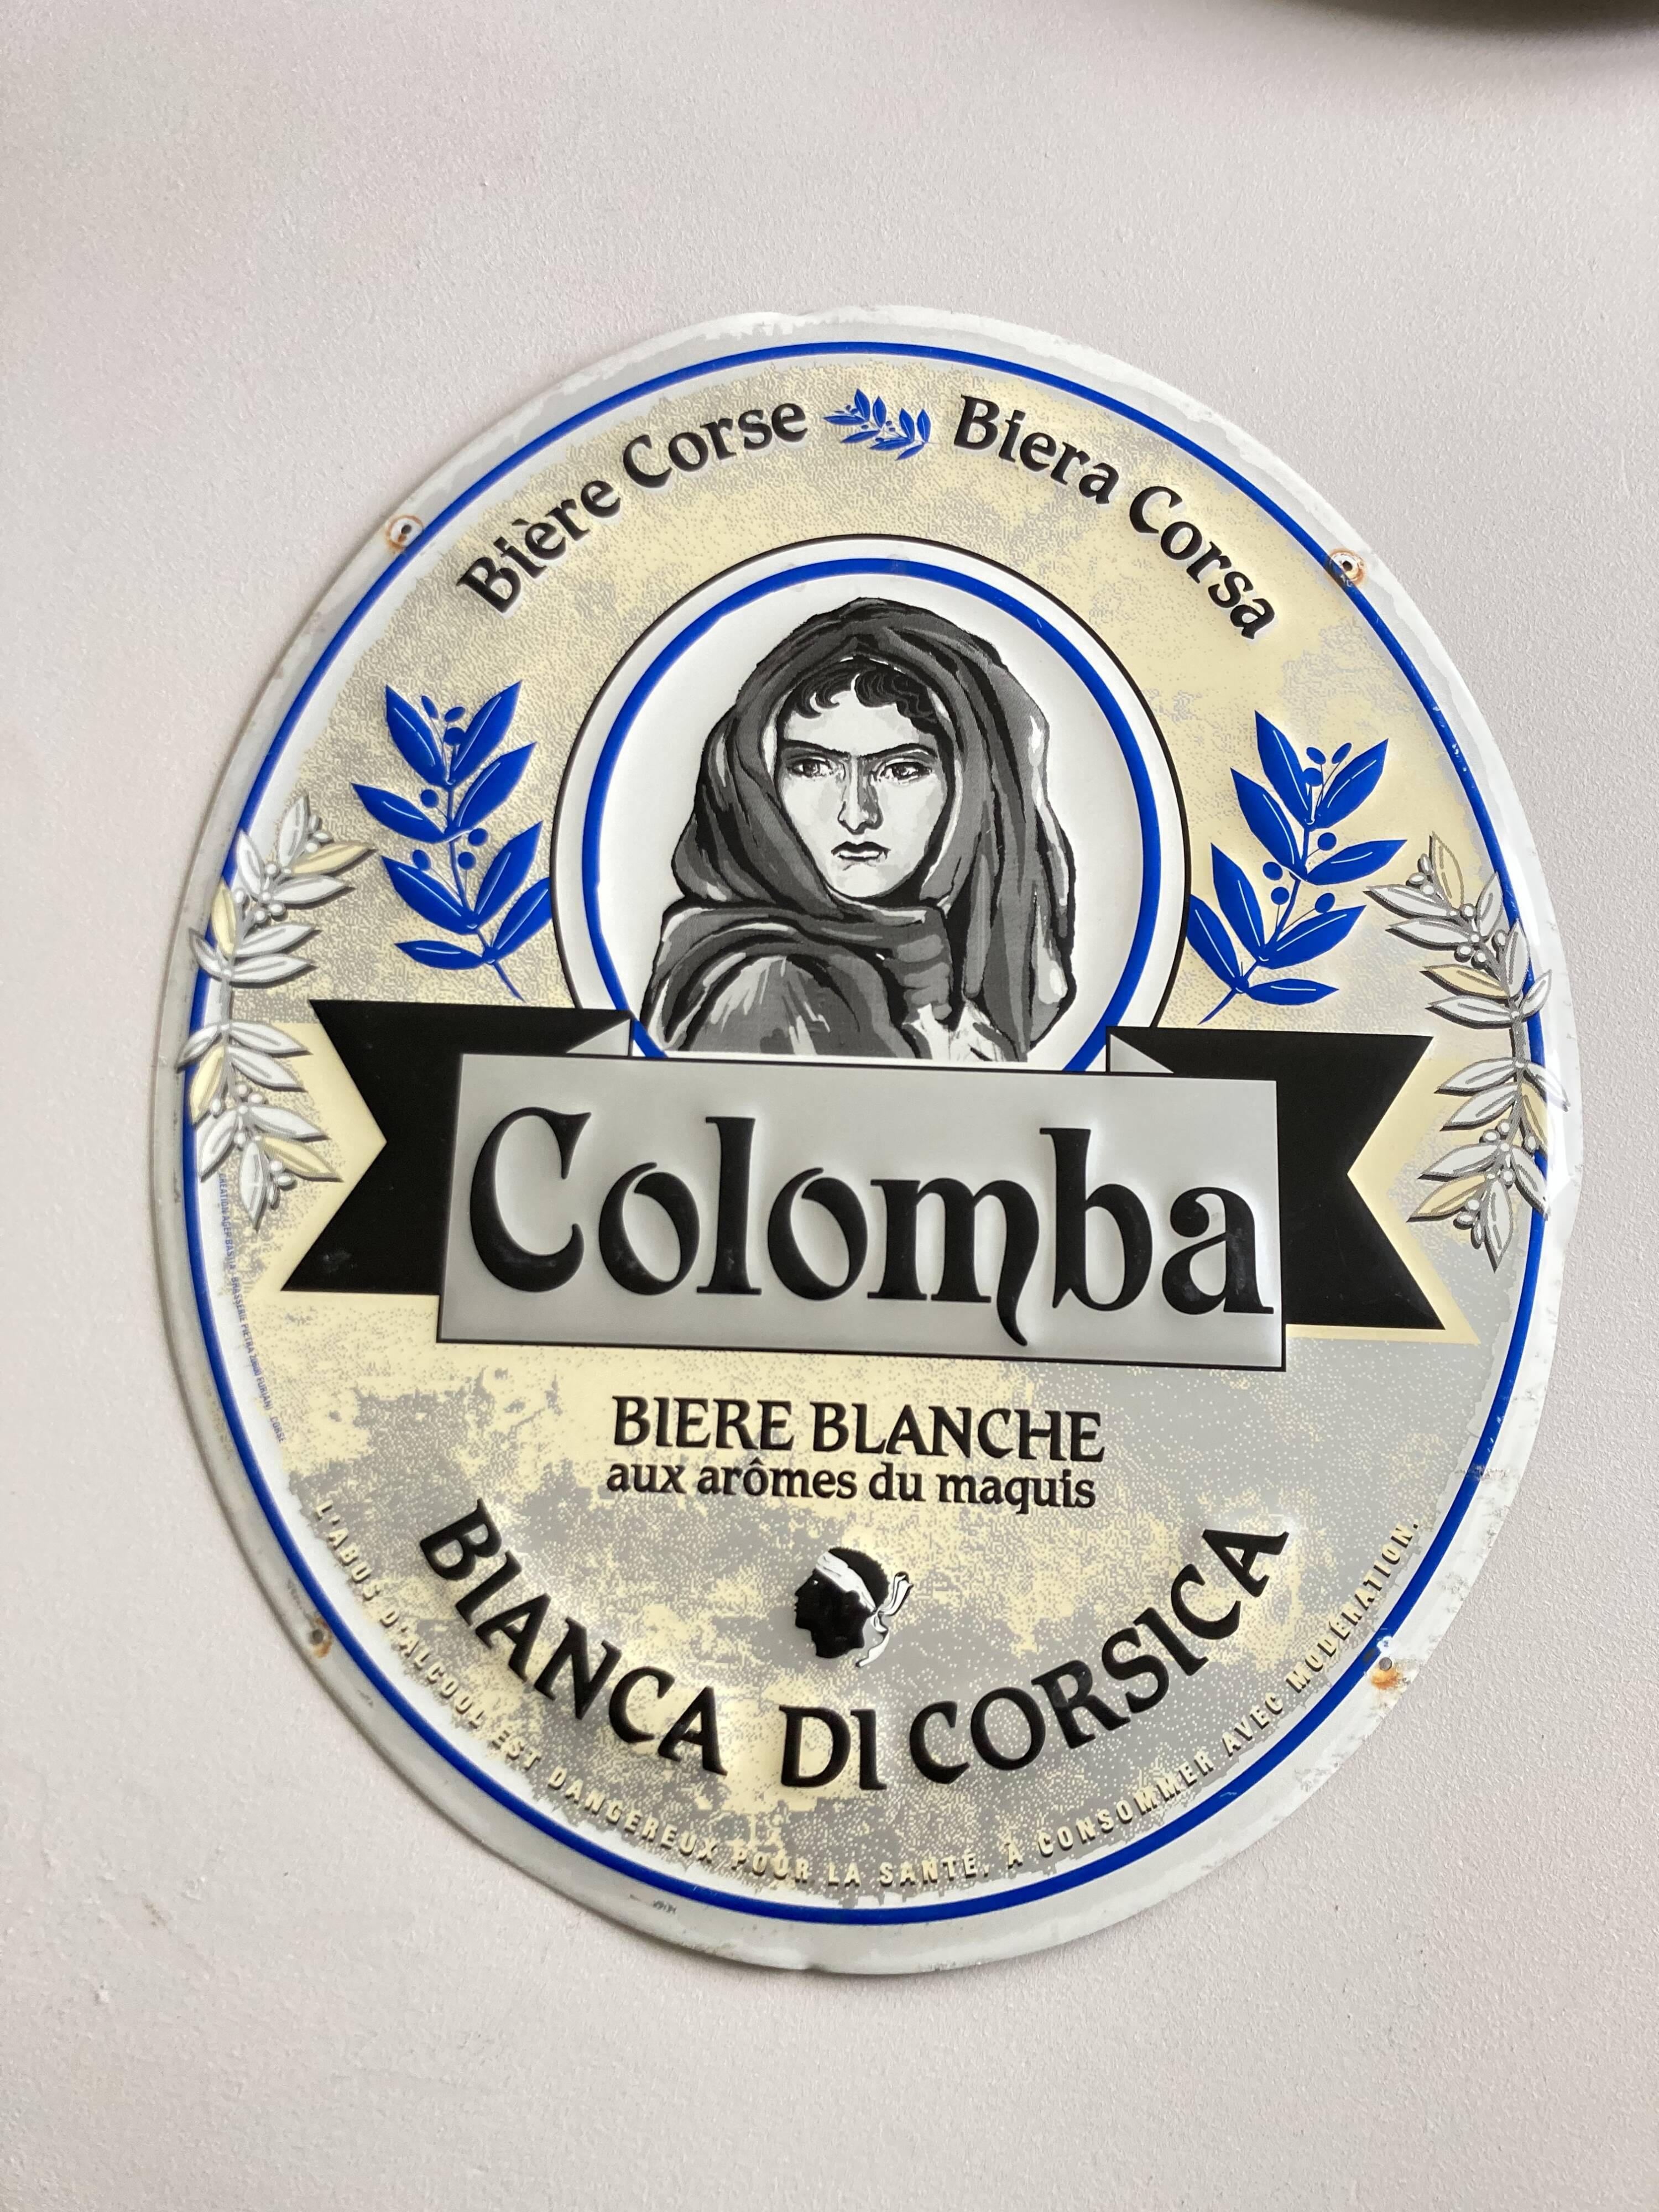 Bière Corse Biera Corsa
Colomba
BIERE BLANCHE
aux arômes du maquis
BIANCA DI CORSICA
L'ABUS D'ALCOOL EST DANGEREUX POUR LA SANTÉ, À CONSOMMER AVEC MODÉRATION.